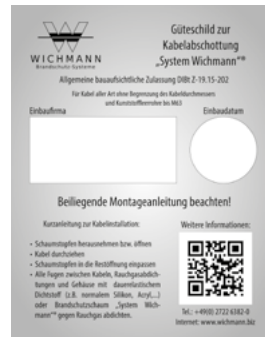 WICHMANN
Brandschutz-Systeme
Güteschild zur
Kabelabschottung
„System Wichmann“®
Allgemeine bauaufsichtliche Zulassung DIBt Z-19.15-202
Für Kabel aller Art ohne Begrenzung des Kabeldurchmessers
und Kunststoffleerrohre bis M63
Einbaufirma
Einbaudatum
Beiliegende Montageanleitung beachten!
Kurzanleitung zur Kabelinstallation:
• Schaumstopfen herausnehmen bzw. öffnen
• Kabel durchziehen
• Schaumstopfen in die Restöffnung einpassen
• Alle Fugen zwischen Kabeln, Rauchgasabdich-
tungen und Gehäuse mit dauerelastischem
Dichtstoff (z.B. normalem Silikon, Acryl,...)
oder Brandschutzschaum „System Wich-
mann“® gegen Rauchgas abdichten.
Weitere Informationen:
Tel.: +49(0) 2722 6382-0
Internet: www.wichmann.biz